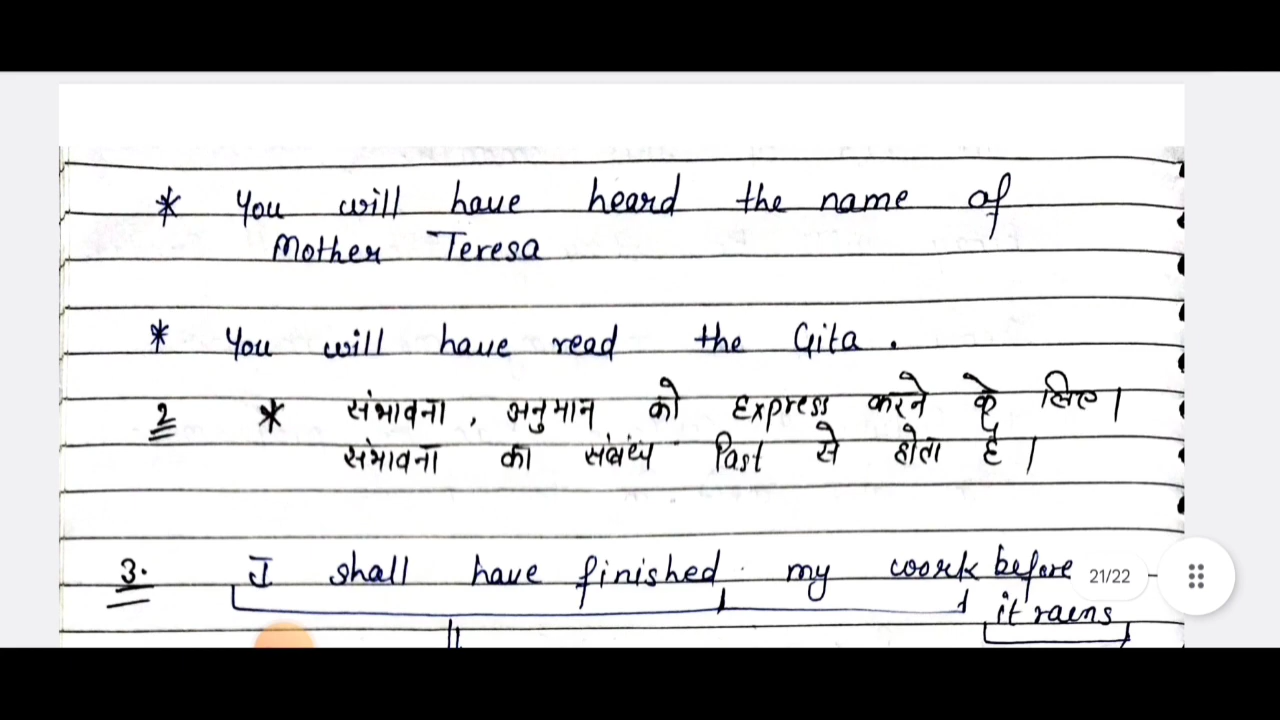 * You will have heard the name of
Mother Teresa
* You will have read the Gita .
2 * संभावना , अनुमान को Express करने के लिए।
संभावना का संबंध Past से होता है ।
3. I shall have finished my work before
21/22
it rains